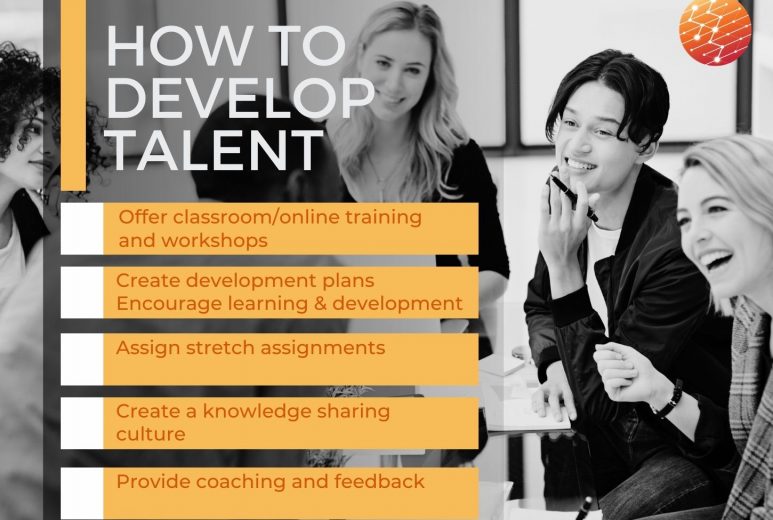 HOW TO
DEVELOP
TALENT
Offer classroom/online training
and workshops
Create development plans
Encourage learning & development
Assign stretch assignments
Create a knowledge sharing
culture
Provide coaching and feedback